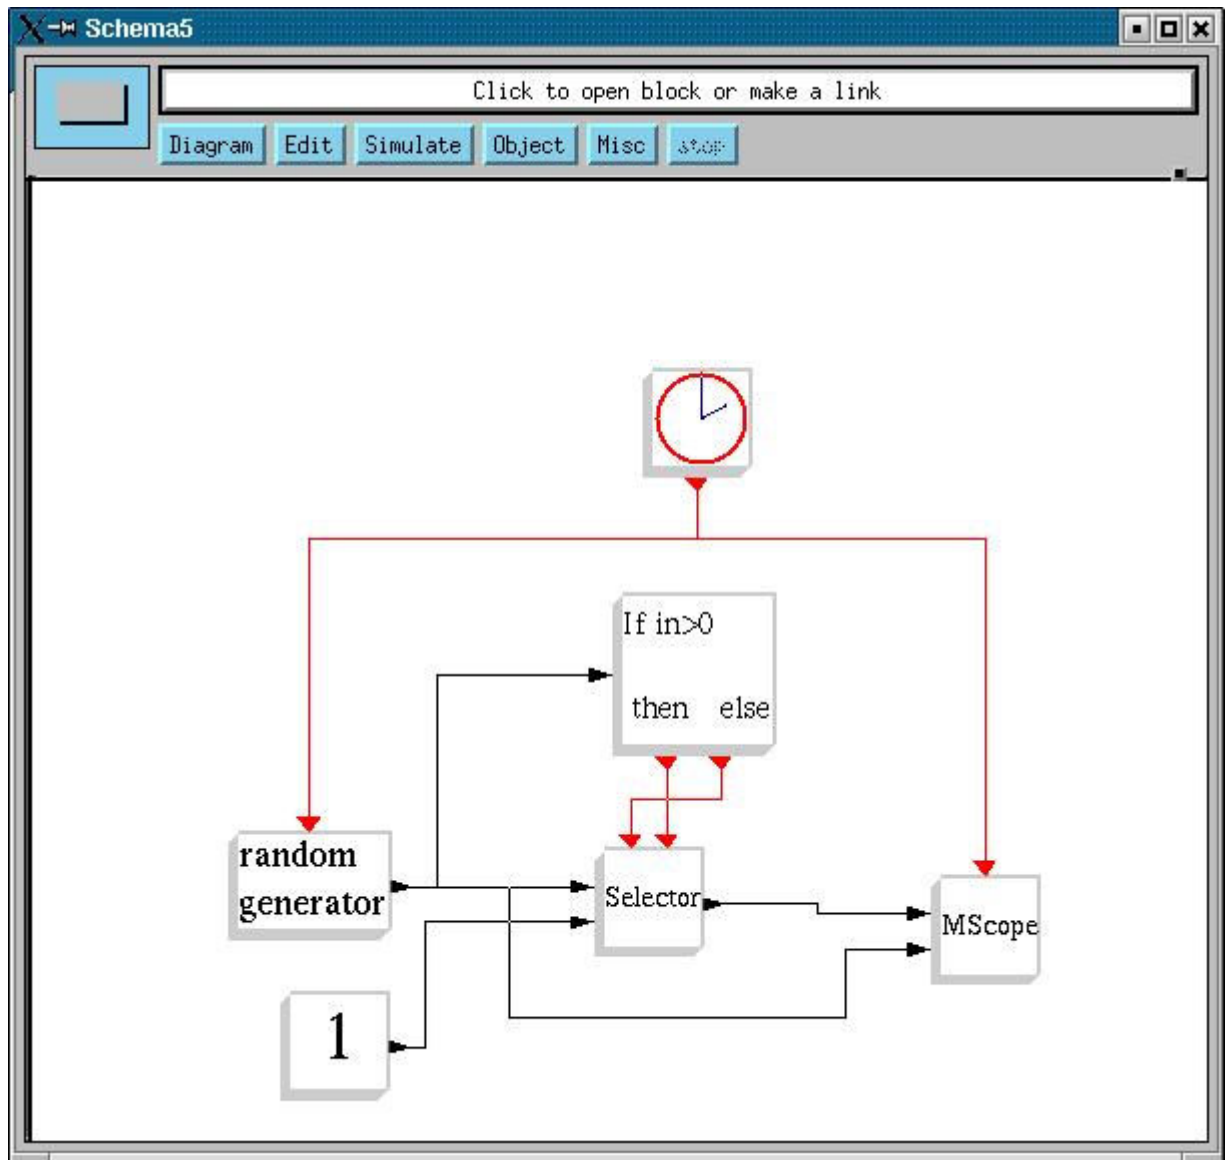 Schema5
Click to open block or make a link
Diagram Edit Simulate Object Misc stop
If in>0
then else
random
generator
Selector
MScope
1